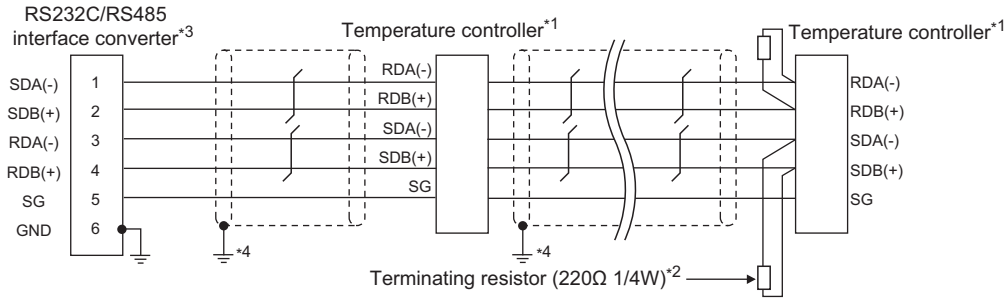 RS232C/RS485
interface converter*3
Temperature controller*1
Temperature controller*1
SDA(-) 1
SDB(+) 2
RDA(-) 3
RDB(+) 4
SG 5
GND 6
RDA(-)
RDB(+)
SDA(-)
SDB(+)
SG
RDA(-)
RDB(+)
SDA(-)
SDB(+)
SG
*4
*4
Terminating resistor (220Ω 1/4W)*2